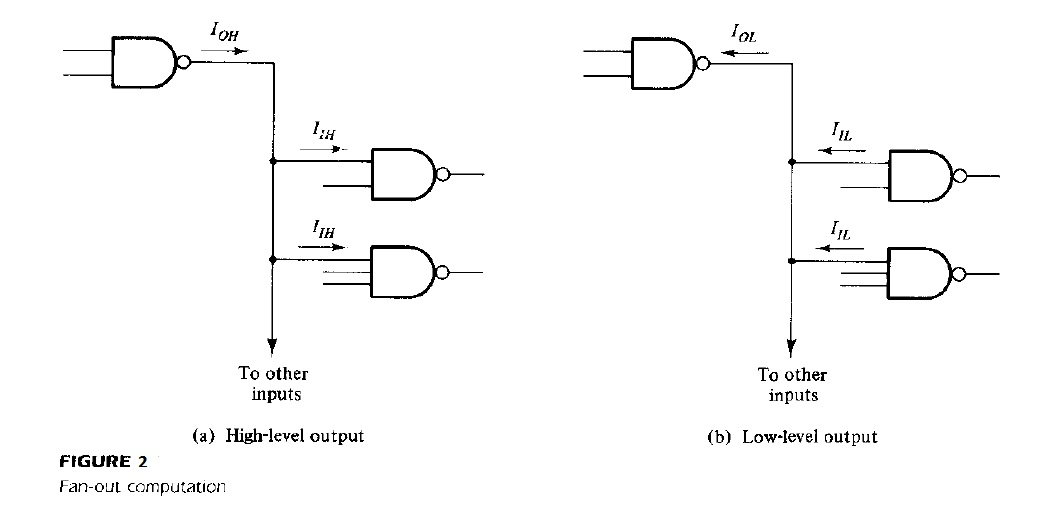 I_OH
I_IH
I_IH
To other
inputs
(a) High-level output
I_OL
I_IL
I_IL
To other
inputs
(b) Low-level output
FIGURE 2
Fan-out computation